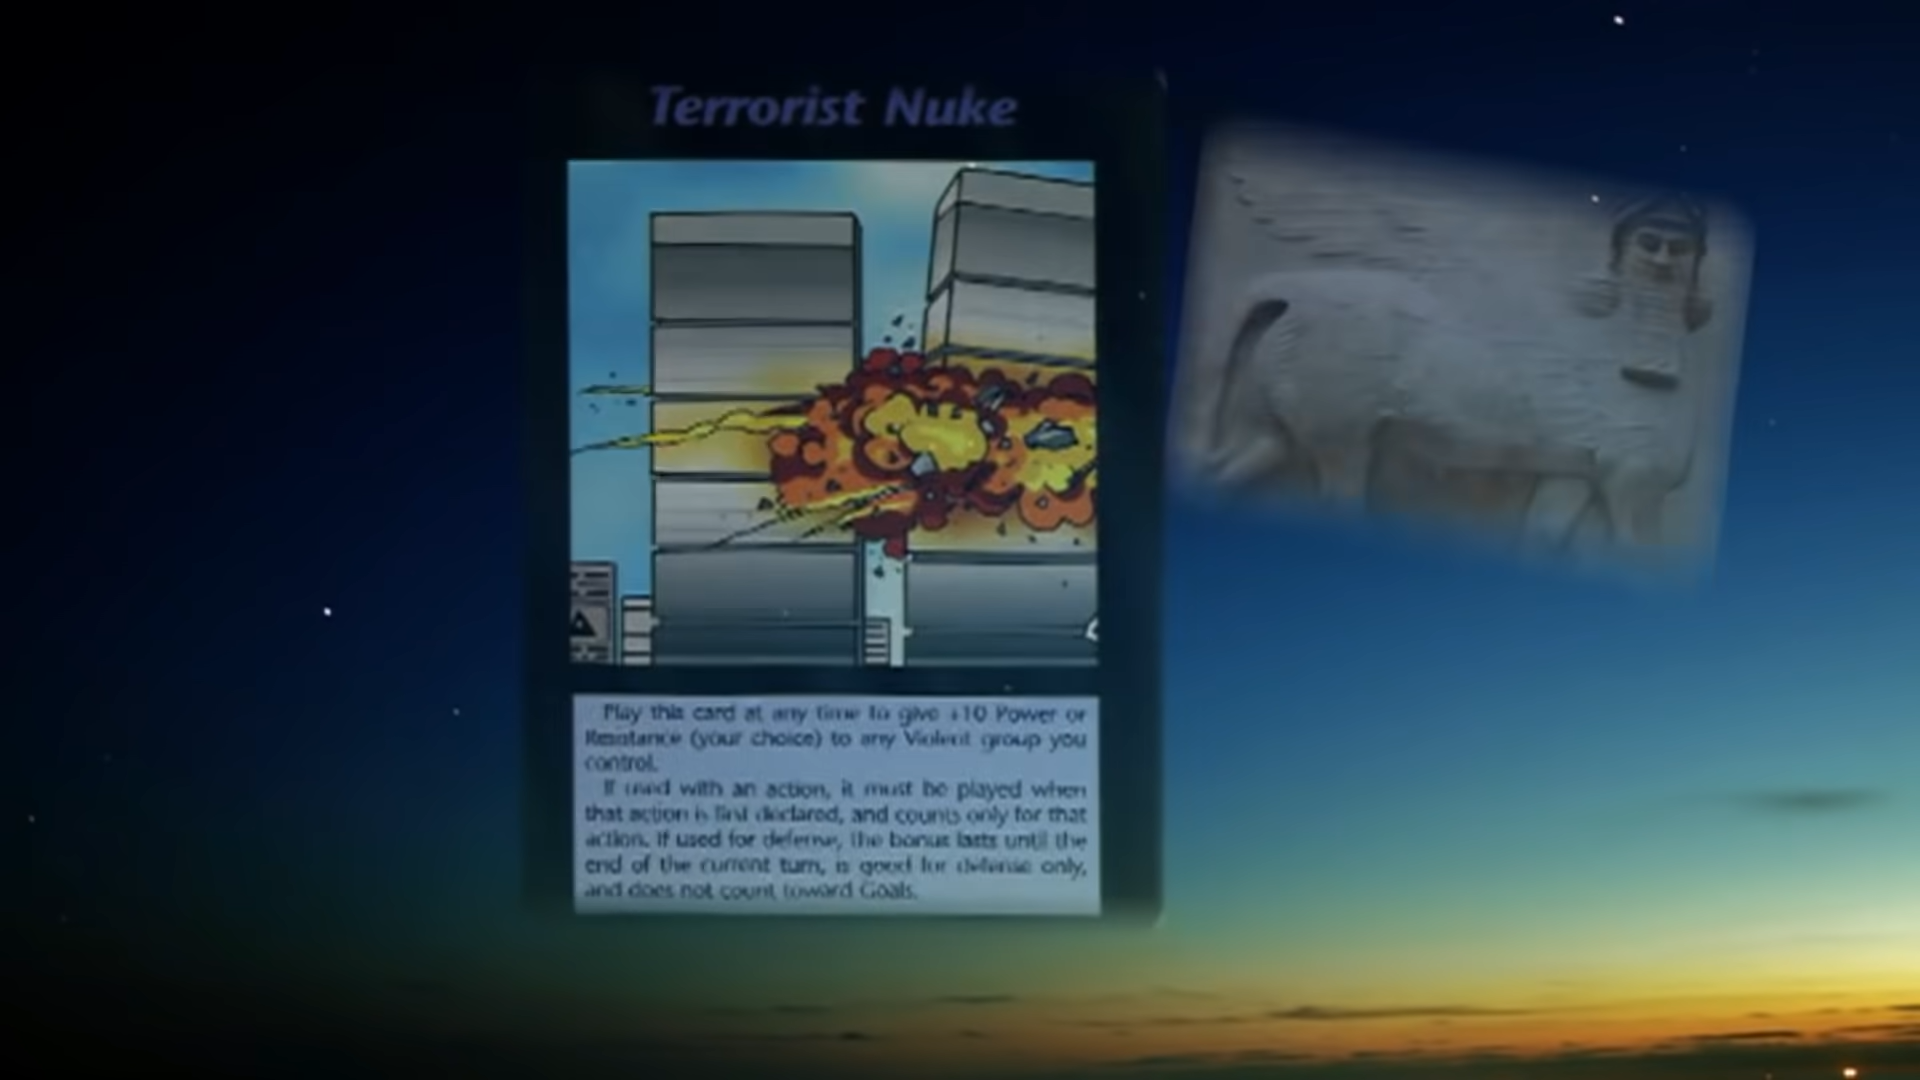 Terrorist Nuke
Play this card at any time to give +10 Power or
Resistance (your choice) to any Violent group you
control.
If used with an action, it must be played when
that action is first declared, and counts only for that
action. If used for defense, the bonus lasts until the
end of the current turn, is good for defense only,
and does not count toward Goals.